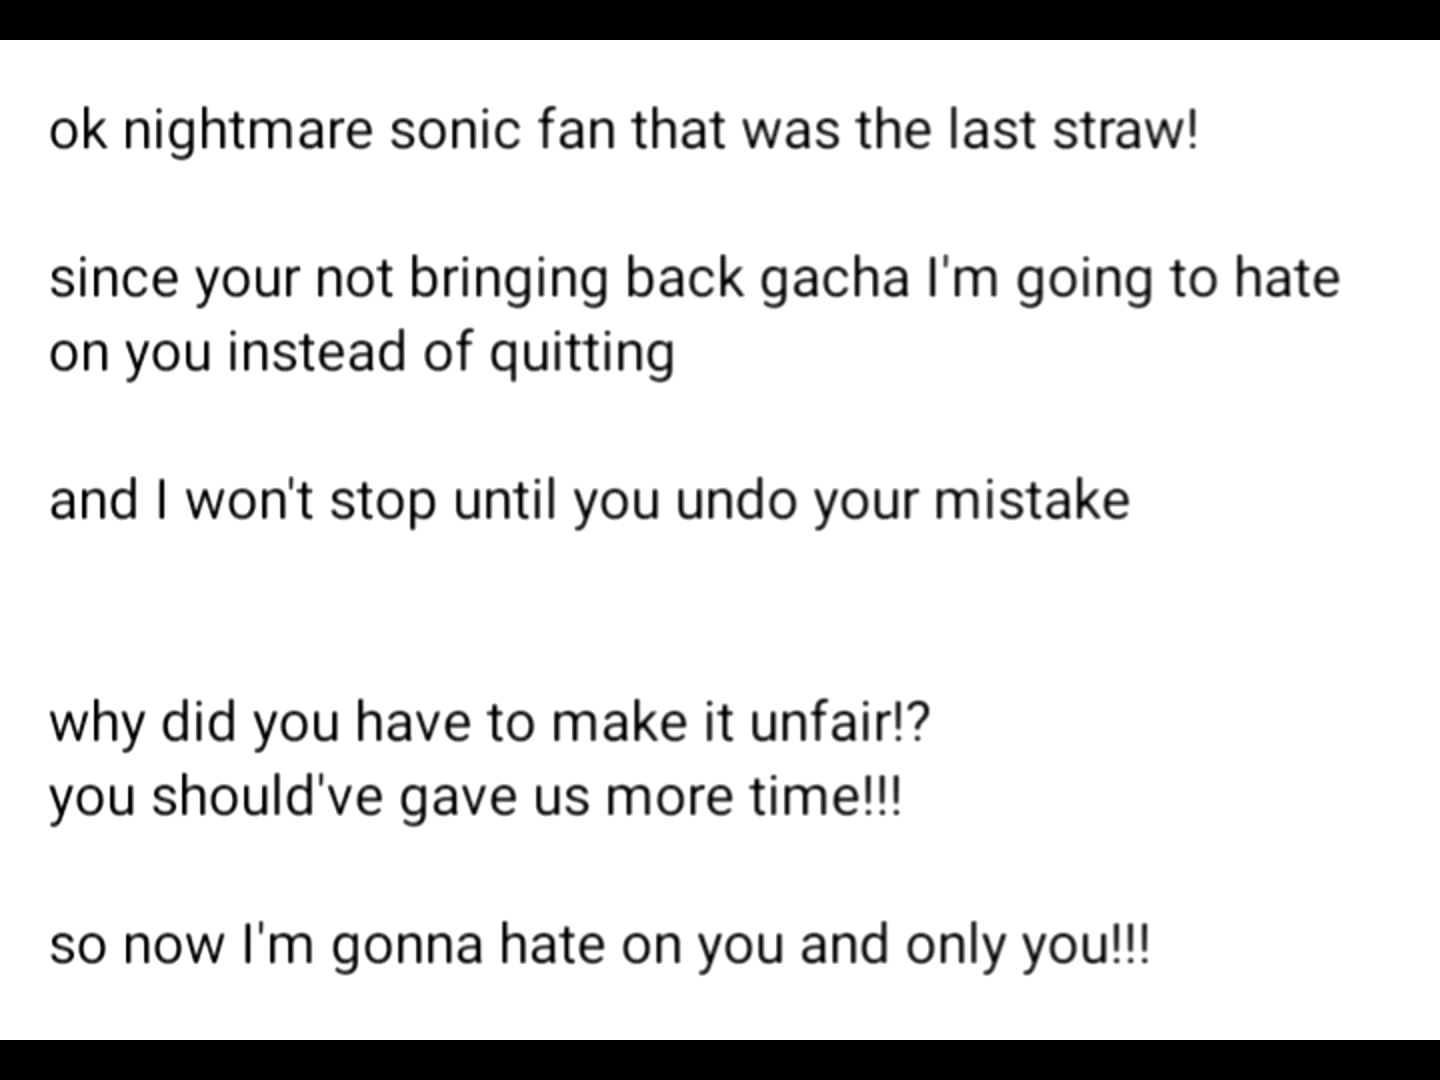 ok nightmare sonic fan that was the last straw!
since your not bringing back gacha I'm going to hate
on you instead of quitting
and I won't stop until you undo your mistake
why did you have to make it unfair!?
you should've gave us more time!!!
so now I'm gonna hate on you and only you!!!